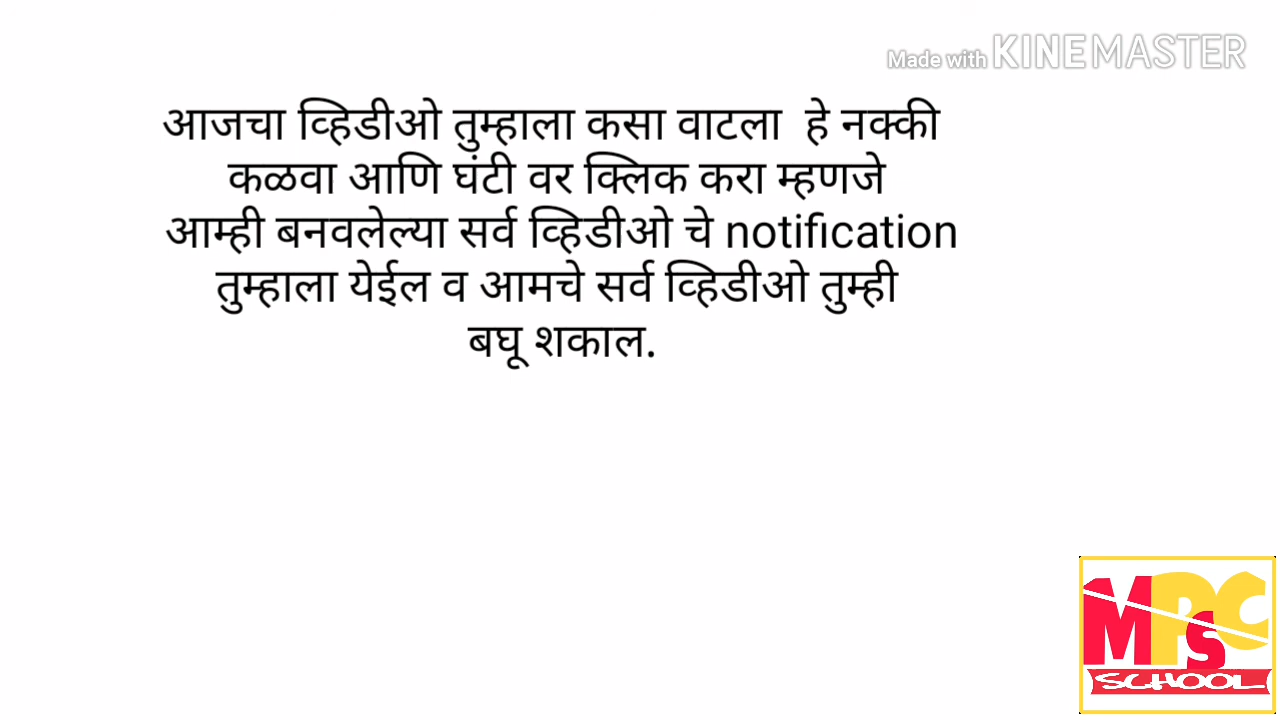 Made with KINEMASTER
आजचा व्हिडीओ तुम्हाला कसा वाटला  हे नक्की
कळवा आणि घंटी वर क्लिक करा म्हणजे
आम्ही बनवलेल्या सर्व व्हिडीओ चे notification
तुम्हाला येईल व आमचे सर्व व्हिडीओ तुम्ही
बघू शकाल.
MPSC
SCHOOL